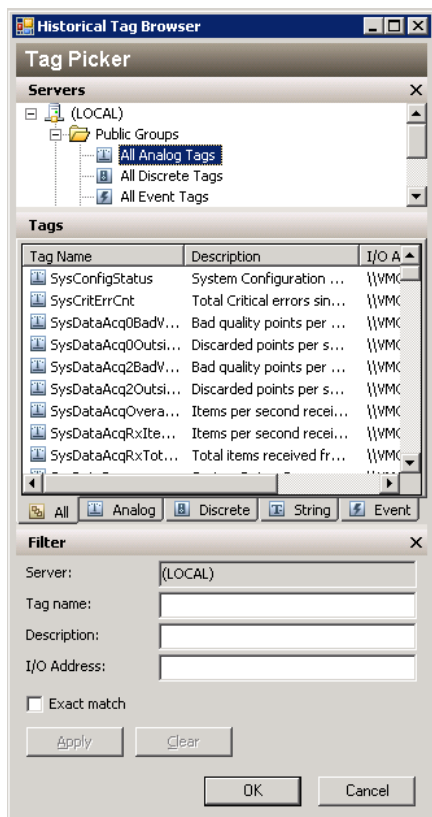 Historical Tag Browser
Tag Picker
Servers
(LOCAL)
Public Groups
All Analog Tags
All Discrete Tags
All Event Tags
Tags
Tag Name Description I/O A
SysConfigStatus System Configuration ... \\VMC
SysCritErrCnt Total Critical errors sin... \\VMC
SysDataAcq0BadV... Bad quality points per ... \\VMC
SysDataAcq0Outsi... Discarded points per s... \\VMC
SysDataAcq2BadV... Bad quality points per ... \\VMC
SysDataAcq2Outsi... Discarded points per s... \\VMC
SysDataAcqOvera... Items per second recei... \\VMC
SysDataAcqRxIte... Items per second recei... \\VMC
SysDataAcqRxTot... Total items received fr... \\VMC
All Analog Discrete String Event
Filter
Server: (LOCAL)
Tag name:
Description:
I/O Address:
Exact match
Apply Clear
OK Cancel